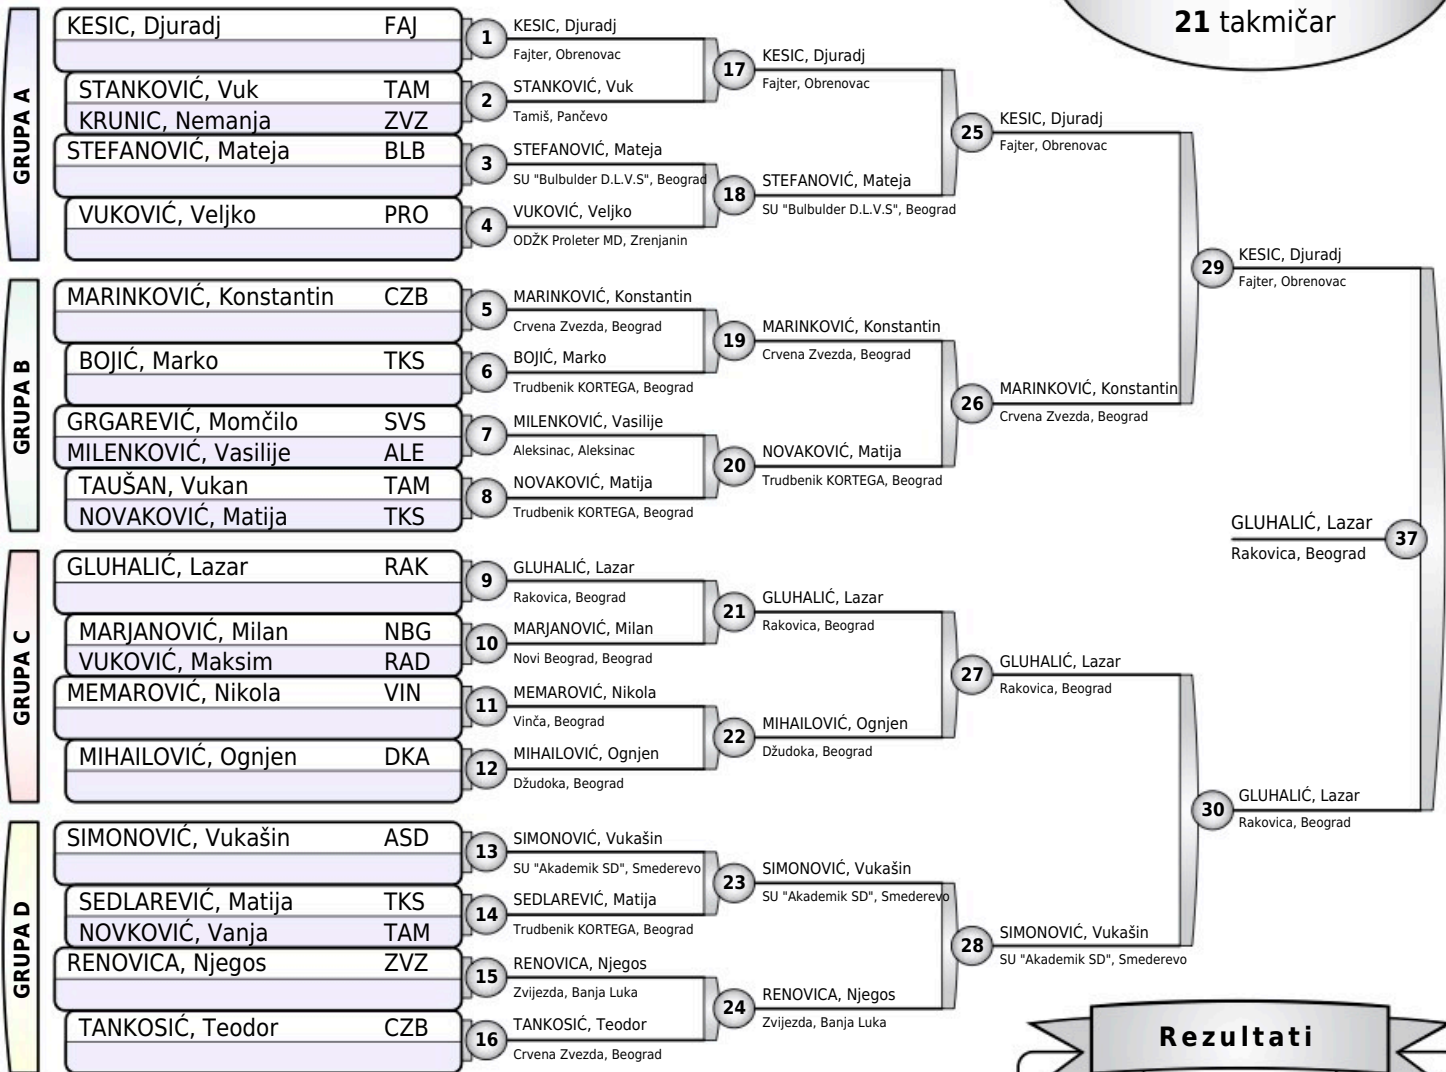 21 takmičar
GRUPA A
KESIC, Djuradj FAJ
STANKOVIĆ, Vuk TAM
KRUNIC, Nemanja ZVZ
STEFANOVIĆ, Mateja BLB
VUKOVIĆ, Veljko PRO
1
KESIC, Djuradj
Fajter, Obrenovac
2
STANKOVIĆ, Vuk
Tamiš, Pančevo
3
STEFANOVIĆ, Mateja
SU "Bulbulder D.L.V.S", Beograd
4
VUKOVIĆ, Veljko
ODŽK Proleter MD, Zrenjanin
17
KESIC, Djuradj
Fajter, Obrenovac
18
STEFANOVIĆ, Mateja
SU "Bulbulder D.L.V.S", Beograd
25
KESIC, Djuradj
Fajter, Obrenovac
GRUPA B
MARINKOVIĆ, Konstantin CZB
BOJIĆ, Marko TKS
GRGAREVIĆ, Momčilo SVS
MILENKOVIĆ, Vasilije ALE
TAUŠAN, Vukan TAM
NOVAKOVIĆ, Matija TKS
5
MARINKOVIĆ, Konstantin
Crvena Zvezda, Beograd
6
BOJIĆ, Marko
Trudbenik KORTEGA, Beograd
7
MILENKOVIĆ, Vasilije
Aleksinac, Aleksinac
8
NOVAKOVIĆ, Matija
Trudbenik KORTEGA, Beograd
19
MARINKOVIĆ, Konstantin
Crvena Zvezda, Beograd
20
NOVAKOVIĆ, Matija
Trudbenik KORTEGA, Beograd
26
MARINKOVIĆ, Konstantin
Crvena Zvezda, Beograd
29
KESIC, Djuradj
Fajter, Obrenovac
GRUPA C
GLUHALIĆ, Lazar RAK
MARJANOVIĆ, Milan NBG
VUKOVIĆ, Maksim RAD
MEMAROVIĆ, Nikola VIN
MIHAILOVIĆ, Ognjen DKA
9
GLUHALIĆ, Lazar
Rakovica, Beograd
10
MARJANOVIĆ, Milan
Novi Beograd, Beograd
11
MEMAROVIĆ, Nikola
Vinča, Beograd
12
MIHAILOVIĆ, Ognjen
Džudoka, Beograd
21
GLUHALIĆ, Lazar
Rakovica, Beograd
22
MIHAILOVIĆ, Ognjen
Džudoka, Beograd
27
GLUHALIĆ, Lazar
Rakovica, Beograd
GRUPA D
SIMONOVIĆ, Vukašin ASD
SEDLAREVIĆ, Matija TKS
NOVKOVIĆ, Vanja TAM
RENOVICA, Njegos ZVZ
TANKOSIĆ, Teodor CZB
13
SIMONOVIĆ, Vukašin
SU "Akademik SD", Smederevo
14
SEDLAREVIĆ, Matija
Trudbenik KORTEGA, Beograd
15
RENOVICA, Njegos
Zvijezda, Banja Luka
16
TANKOSIĆ, Teodor
Crvena Zvezda, Beograd
23
SIMONOVIĆ, Vukašin
SU "Akademik SD", Smederevo
24
RENOVICA, Njegos
Zvijezda, Banja Luka
28
SIMONOVIĆ, Vukašin
SU "Akademik SD", Smederevo
30
GLUHALIĆ, Lazar
Rakovica, Beograd
37
GLUHALIĆ, Lazar
Rakovica, Beograd
Rezultati